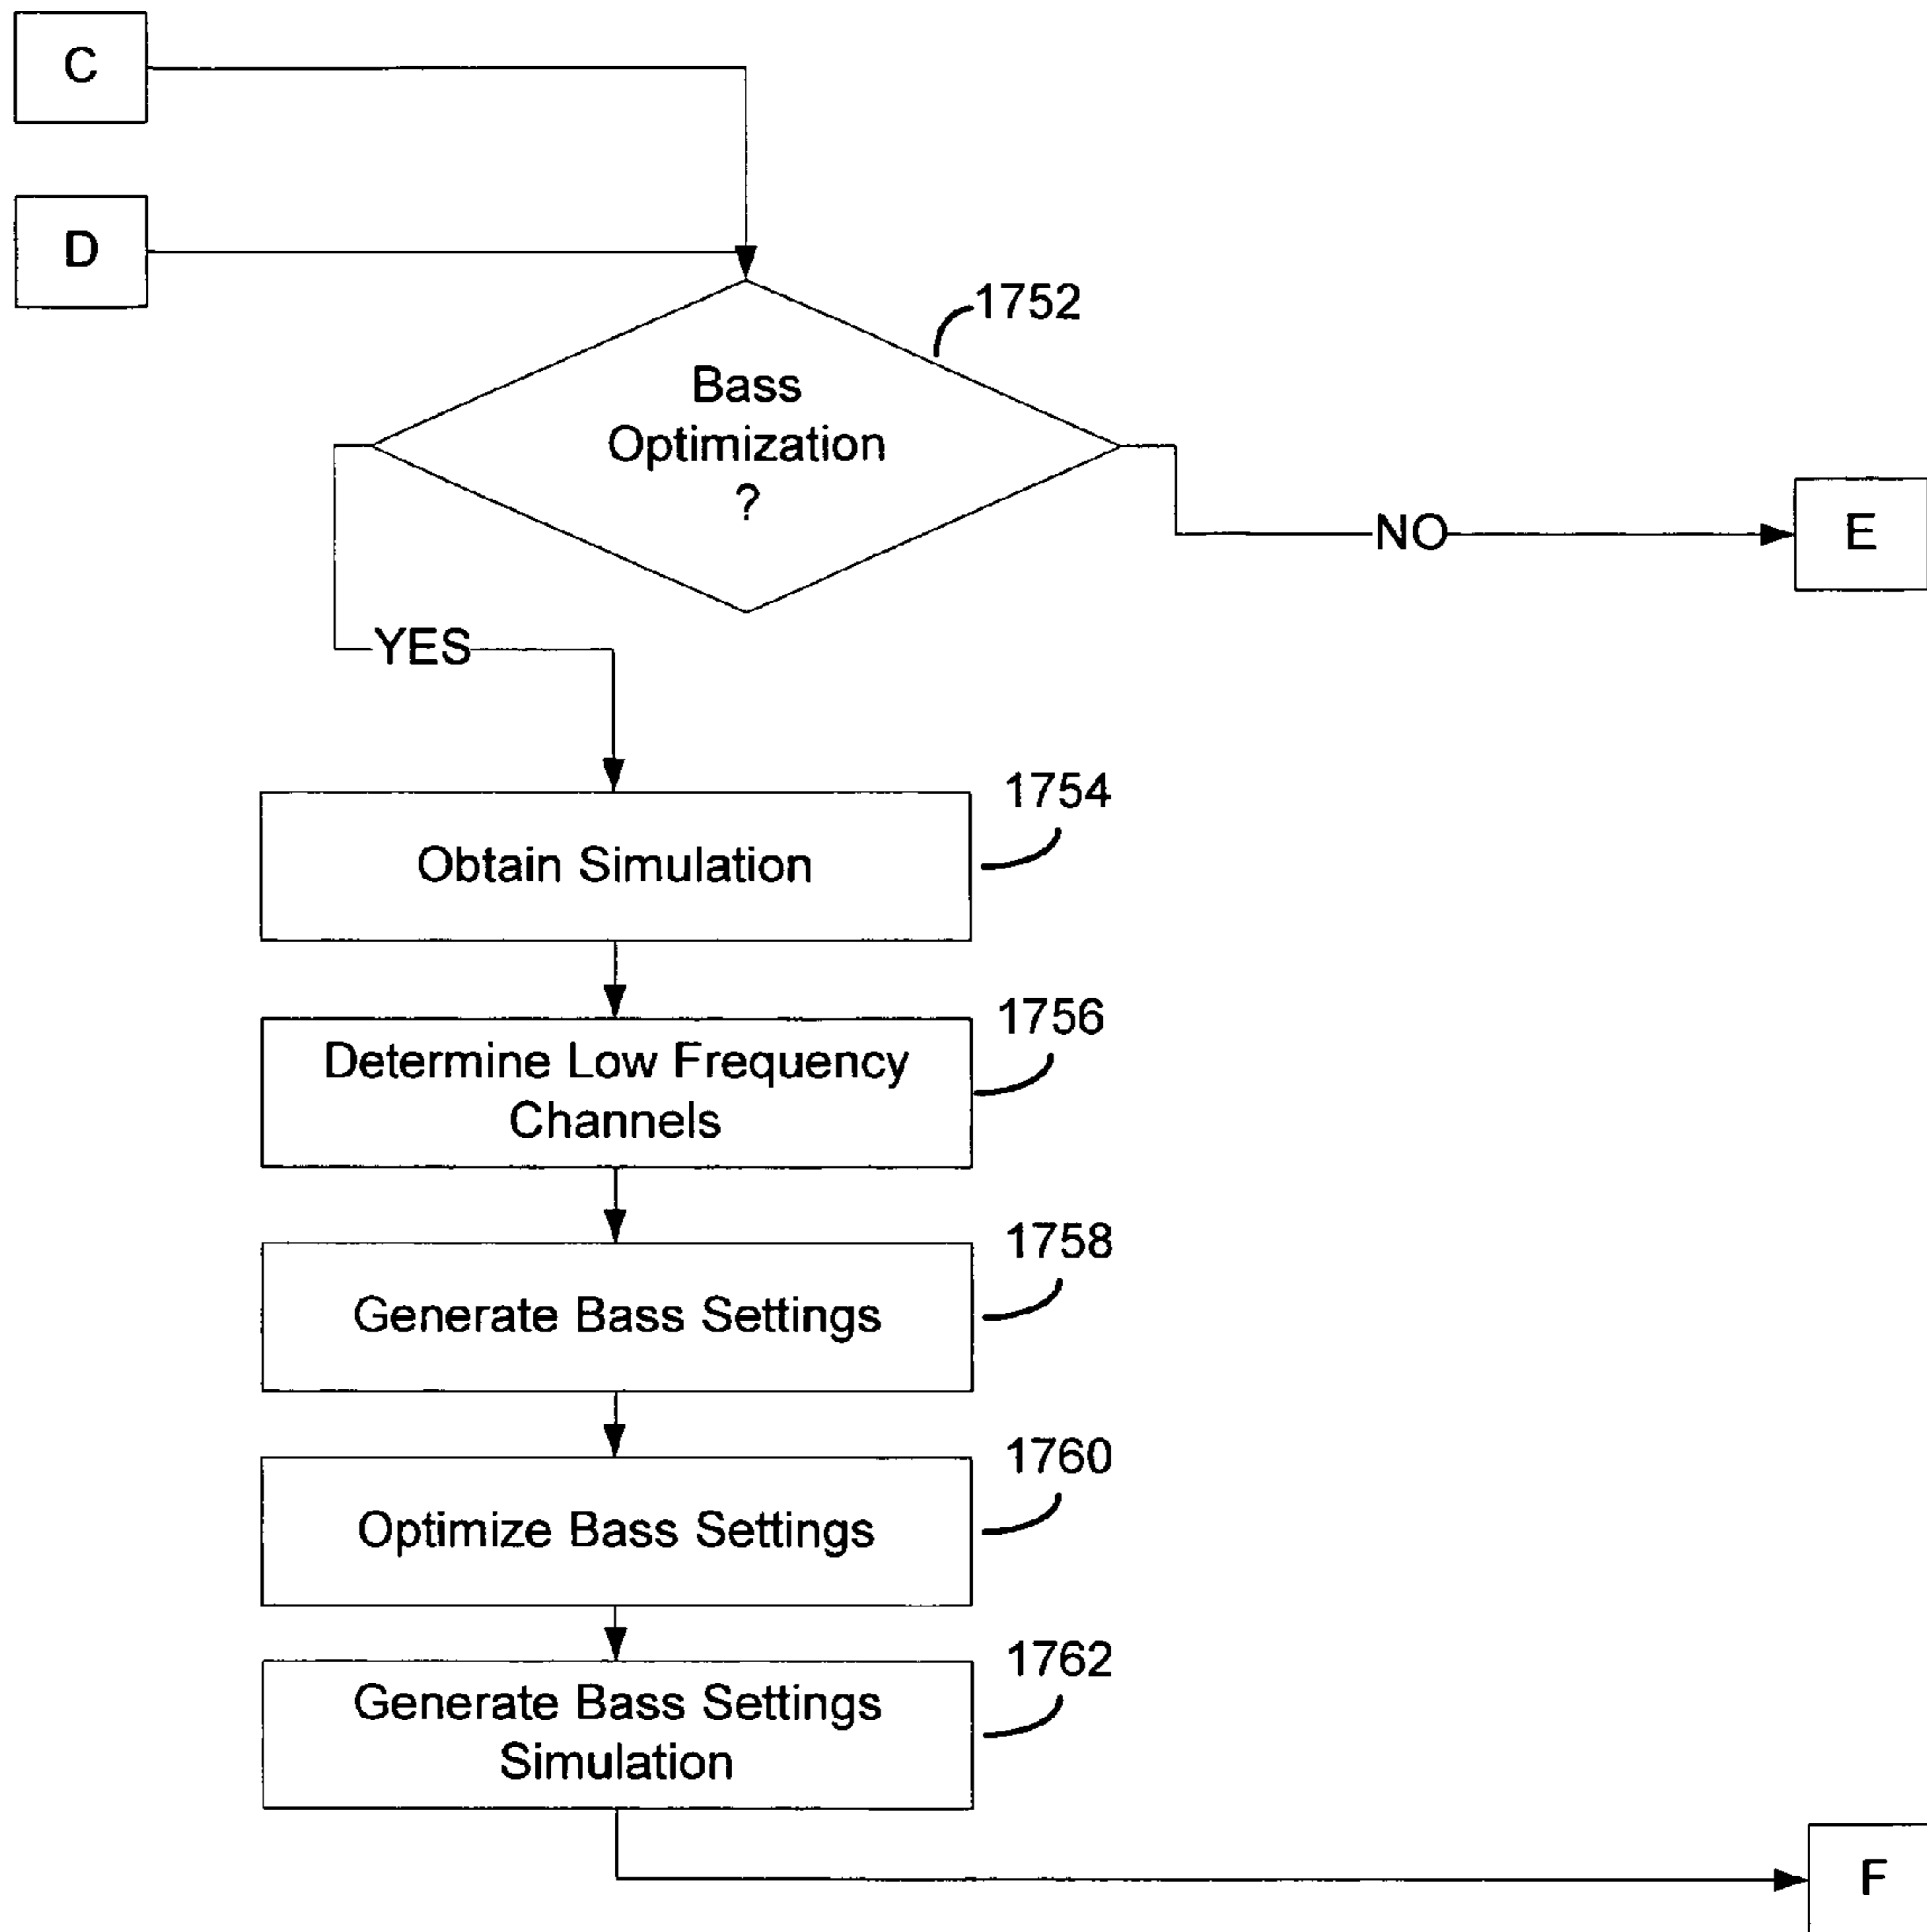 C
D
1752
Bass
Optimization
?
NO
E
YES
1754
Obtain Simulation
1756
Determine Low Frequency
Channels
1758
Generate Bass Settings
1760
Optimize Bass Settings
1762
Generate Bass Settings
Simulation
F